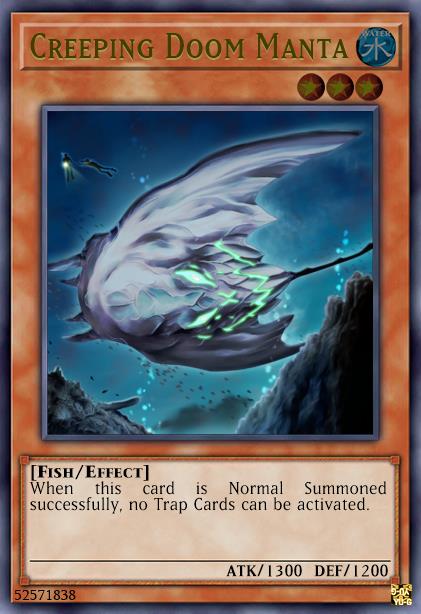 CREEPING DOOM MANTA
WATER
水
[FISH/EFFECT]
When this card is Normal Summoned
successfully, no Trap Cards can be activated.
ATK/1300 DEF/1200
52571838